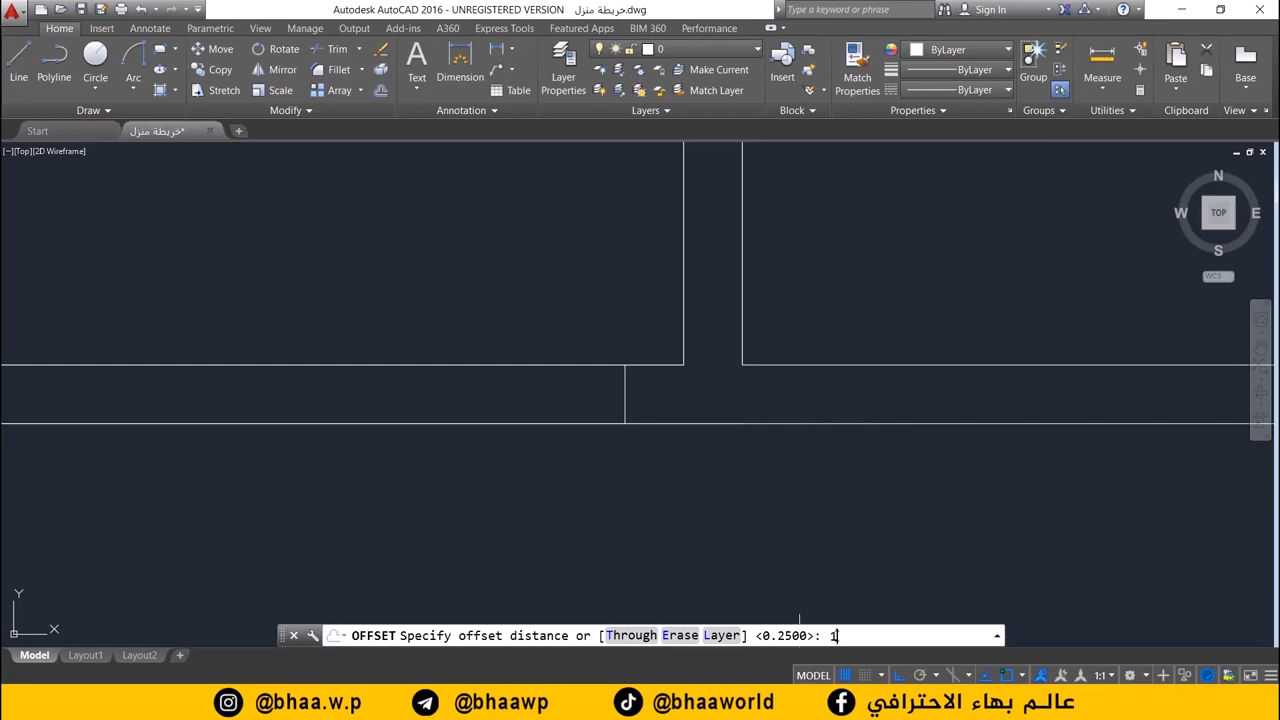 Autodesk AutoCAD 2016 - UNREGISTERED VERSION خريطة منزل.dwg
Type a keyword or phrase
Sign In
Home Insert Annotate Parametric View Manage Output Add-ins A360 Express Tools Featured Apps BIM 360 Performance
Line Polyline Circle Arc
Move Rotate Trim
Copy Mirror Fillet
Stretch Scale Array
Text Dimension
Table
Layer Properties
0
Make Current
Match Layer
Insert
Match Properties
ByLayer
ByLayer
ByLayer
Group
Measure
Paste
Base
Draw Modify Annotation Layers Block Properties Groups Utilities Clipboard View
Start خريطة منزل*
[−][Top][2D Wireframe]
N
W TOP E
S
WCS
Y
X
OFFSET Specify offset distance or [Through Erase Layer] <0.2500>: 1
Model Layout1 Layout2
MODEL 1:1
@bhaa.w.p @bhaawp @bhaaworld عالم بهاء الاحترافي